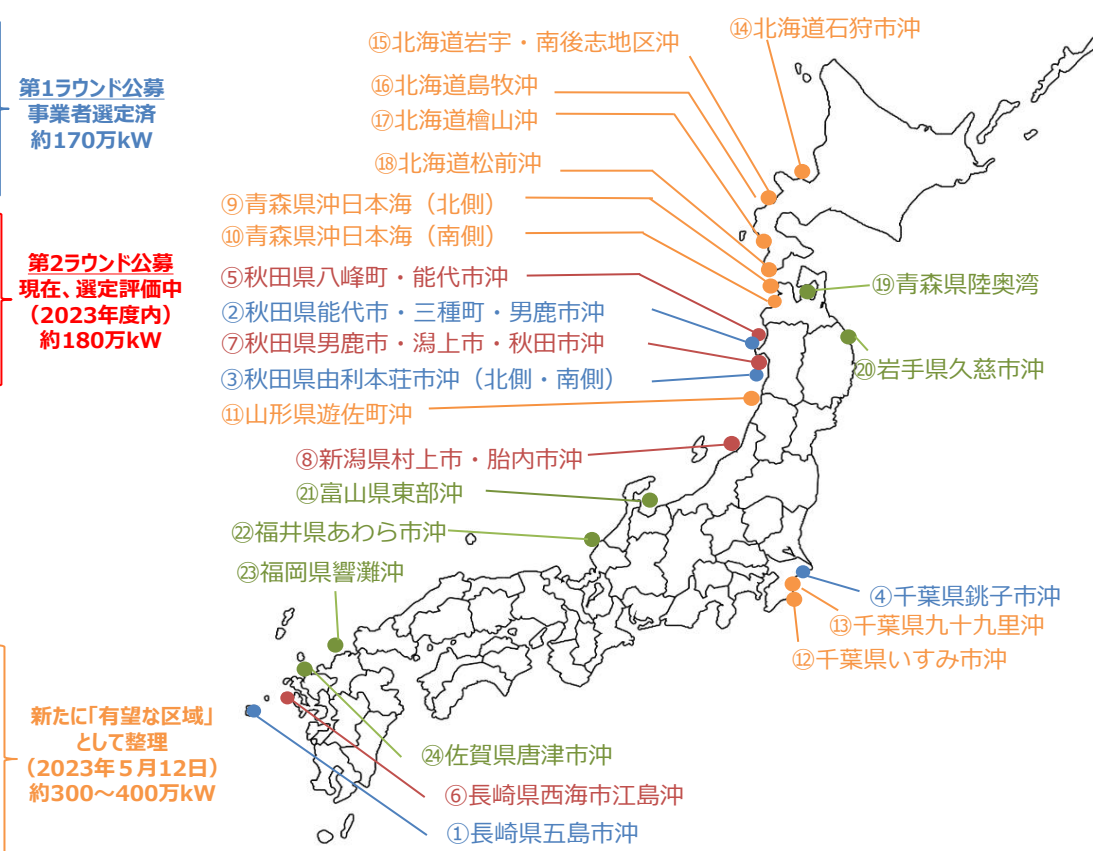 第1ラウンド公募
事業者選定済
約170万kW
第2ラウンド公募
現在、選定評価中
（2023年度内）
約180万kW
新たに「有望な区域」
として整理
（2023年５月12日）
約300～400万kW
⑭北海道石狩市沖
⑮北海道岩宇・南後志地区沖
⑯北海道島牧沖
⑰北海道檜山沖
⑱北海道松前沖
⑨青森県沖日本海（北側）
⑩青森県沖日本海（南側）
⑤秋田県八峰町・能代市沖
②秋田県能代市・三種町・男鹿市沖
⑦秋田県男鹿市・潟上市・秋田市沖
③秋田県由利本荘市沖（北側・南側）
⑪山形県遊佐町沖
⑧新潟県村上市・胎内市沖
㉑富山県東部沖
㉒福井県あわら市沖
㉓福岡県響灘沖
⑲青森県陸奥湾
⑳岩手県久慈市沖
④千葉県銚子市沖
⑬千葉県九十九里沖
⑫千葉県いすみ市沖
㉔佐賀県唐津市沖
⑥長崎県西海市江島沖
①長崎県五島市沖